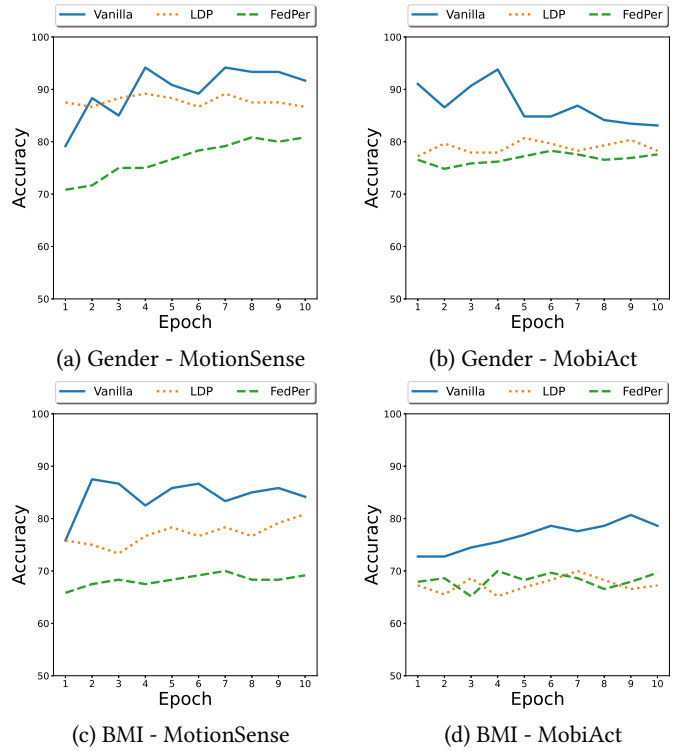 Vanilla LDP FedPer
Vanilla LDP FedPer
100
90
80
70
60
50
Accuracy
1 2 3 4 5 6 7 8 9 10
Epoch
100
90
80
70
60
50
Accuracy
1 2 3 4 5 6 7 8 9 10
Epoch
(a) Gender - MotionSense
(b) Gender - MobiAct
Vanilla LDP FedPer
Vanilla LDP FedPer
100
90
80
70
60
50
Accuracy
1 2 3 4 5 6 7 8 9 10
Epoch
100
90
80
70
60
50
Accuracy
1 2 3 4 5 6 7 8 9 10
Epoch
(c) BMI - MotionSense
(d) BMI - MobiAct